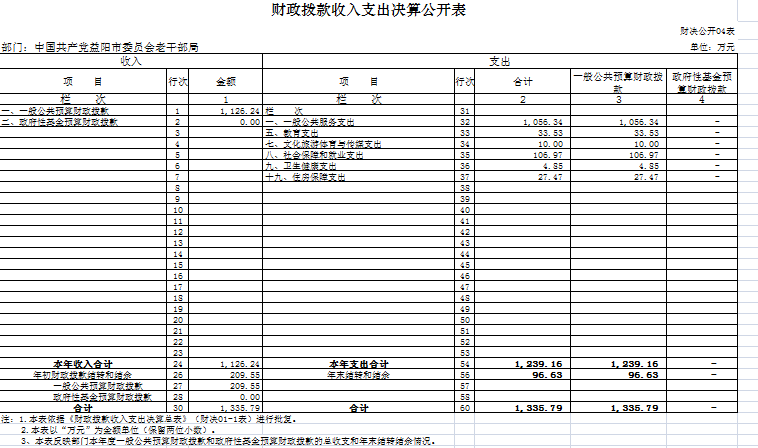 财政拨款收入支出决算公开表
财决公开04表
部门：中国共产党益阳市委员会老干部局 单位：万元
收入 支出
项 目 行次 金额 项 目 行次 合计 一般公共预算财政拨款 政府性基金预算财政拨款
栏 次 1 栏 次 2 3 4
一、一般公共预算财政拨款 1 1,126.24 栏 次 31
二、政府性基金预算财政拨款 2 0.00 一、一般公共服务支出 32 1,056.34 1,056.34 －
3 五、教育支出 33 33.53 33.53 －
4 七、文化旅游体育与传媒支出 34 10.00 10.00 －
5 八、社会保障和就业支出 35 106.97 106.97 －
6 九、卫生健康支出 36 4.85 4.85 －
7 十九、住房保障支出 37 27.47 27.47 －
8 38
9 39
10 40
11 41
12 42
13 43
14 44
15 45
16 46
17 47
18 48
19 49
20 50
21 51
22 52
23 53
本年收入合计 24 1,126.24 本年支出合计 54 1,239.16 1,239.16 －
年初财政拨款结转和结余 26 209.55 年末结转和结余 56 96.63 96.63 －
一般公共预算财政拨款 27 209.55 57
政府性基金预算财政拨款 28 0.00 58
合计 30 1,335.79 合计 60 1,335.79 1,335.79 －
注：1.本表依据《财政拨款收入支出决算总表》（财决01-1表）进行批复。
2.本表以“万元”为金额单位（保留两位小数）。
3、本表反映部门本年度一般公共预算财政拨款和政府性基金预算财政拨款的总收支和年末结转结余情况。